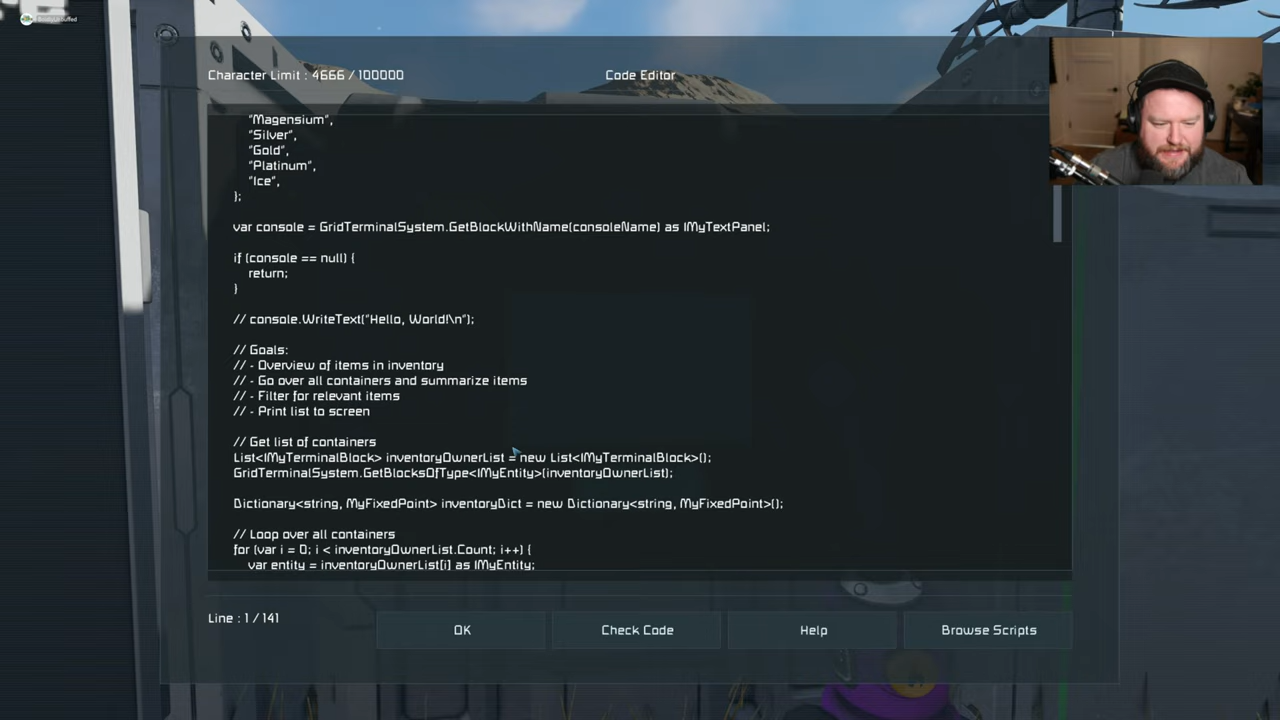 Character Limit : 4666 / 100000
Code Editor
"Magensium",
"Silver",
"Gold",
"Platinum",
"Ice",
};
var console = GridTerminalSystem.GetBlockWithName(consoleName) as IMyTextPanel;
if (console == null) {
return;
}
// console.WriteText("Hello, World!\n");
// Goals:
// - Overview of items in inventory
// - Go over all containers and summarize items
// - Filter for relevant items
// - Print list to screen
// Get list of containers
List<IMyTerminalBlock> inventoryOwnerList = new List<IMyTerminalBlock>();
GridTerminalSystem.GetBlocksOfType<IMyEntity>(inventoryOwnerList);
Dictionary<string, MyFixedPoint> inventoryDict = new Dictionary<string, MyFixedPoint>();
// Loop over all containers
for (var i = 0; i < inventoryOwnerList.Count; i++) {
var entity = inventoryOwnerList[i] as IMyEntity;
Line : 1 / 141
OK
Check Code
Help
Browse Scripts